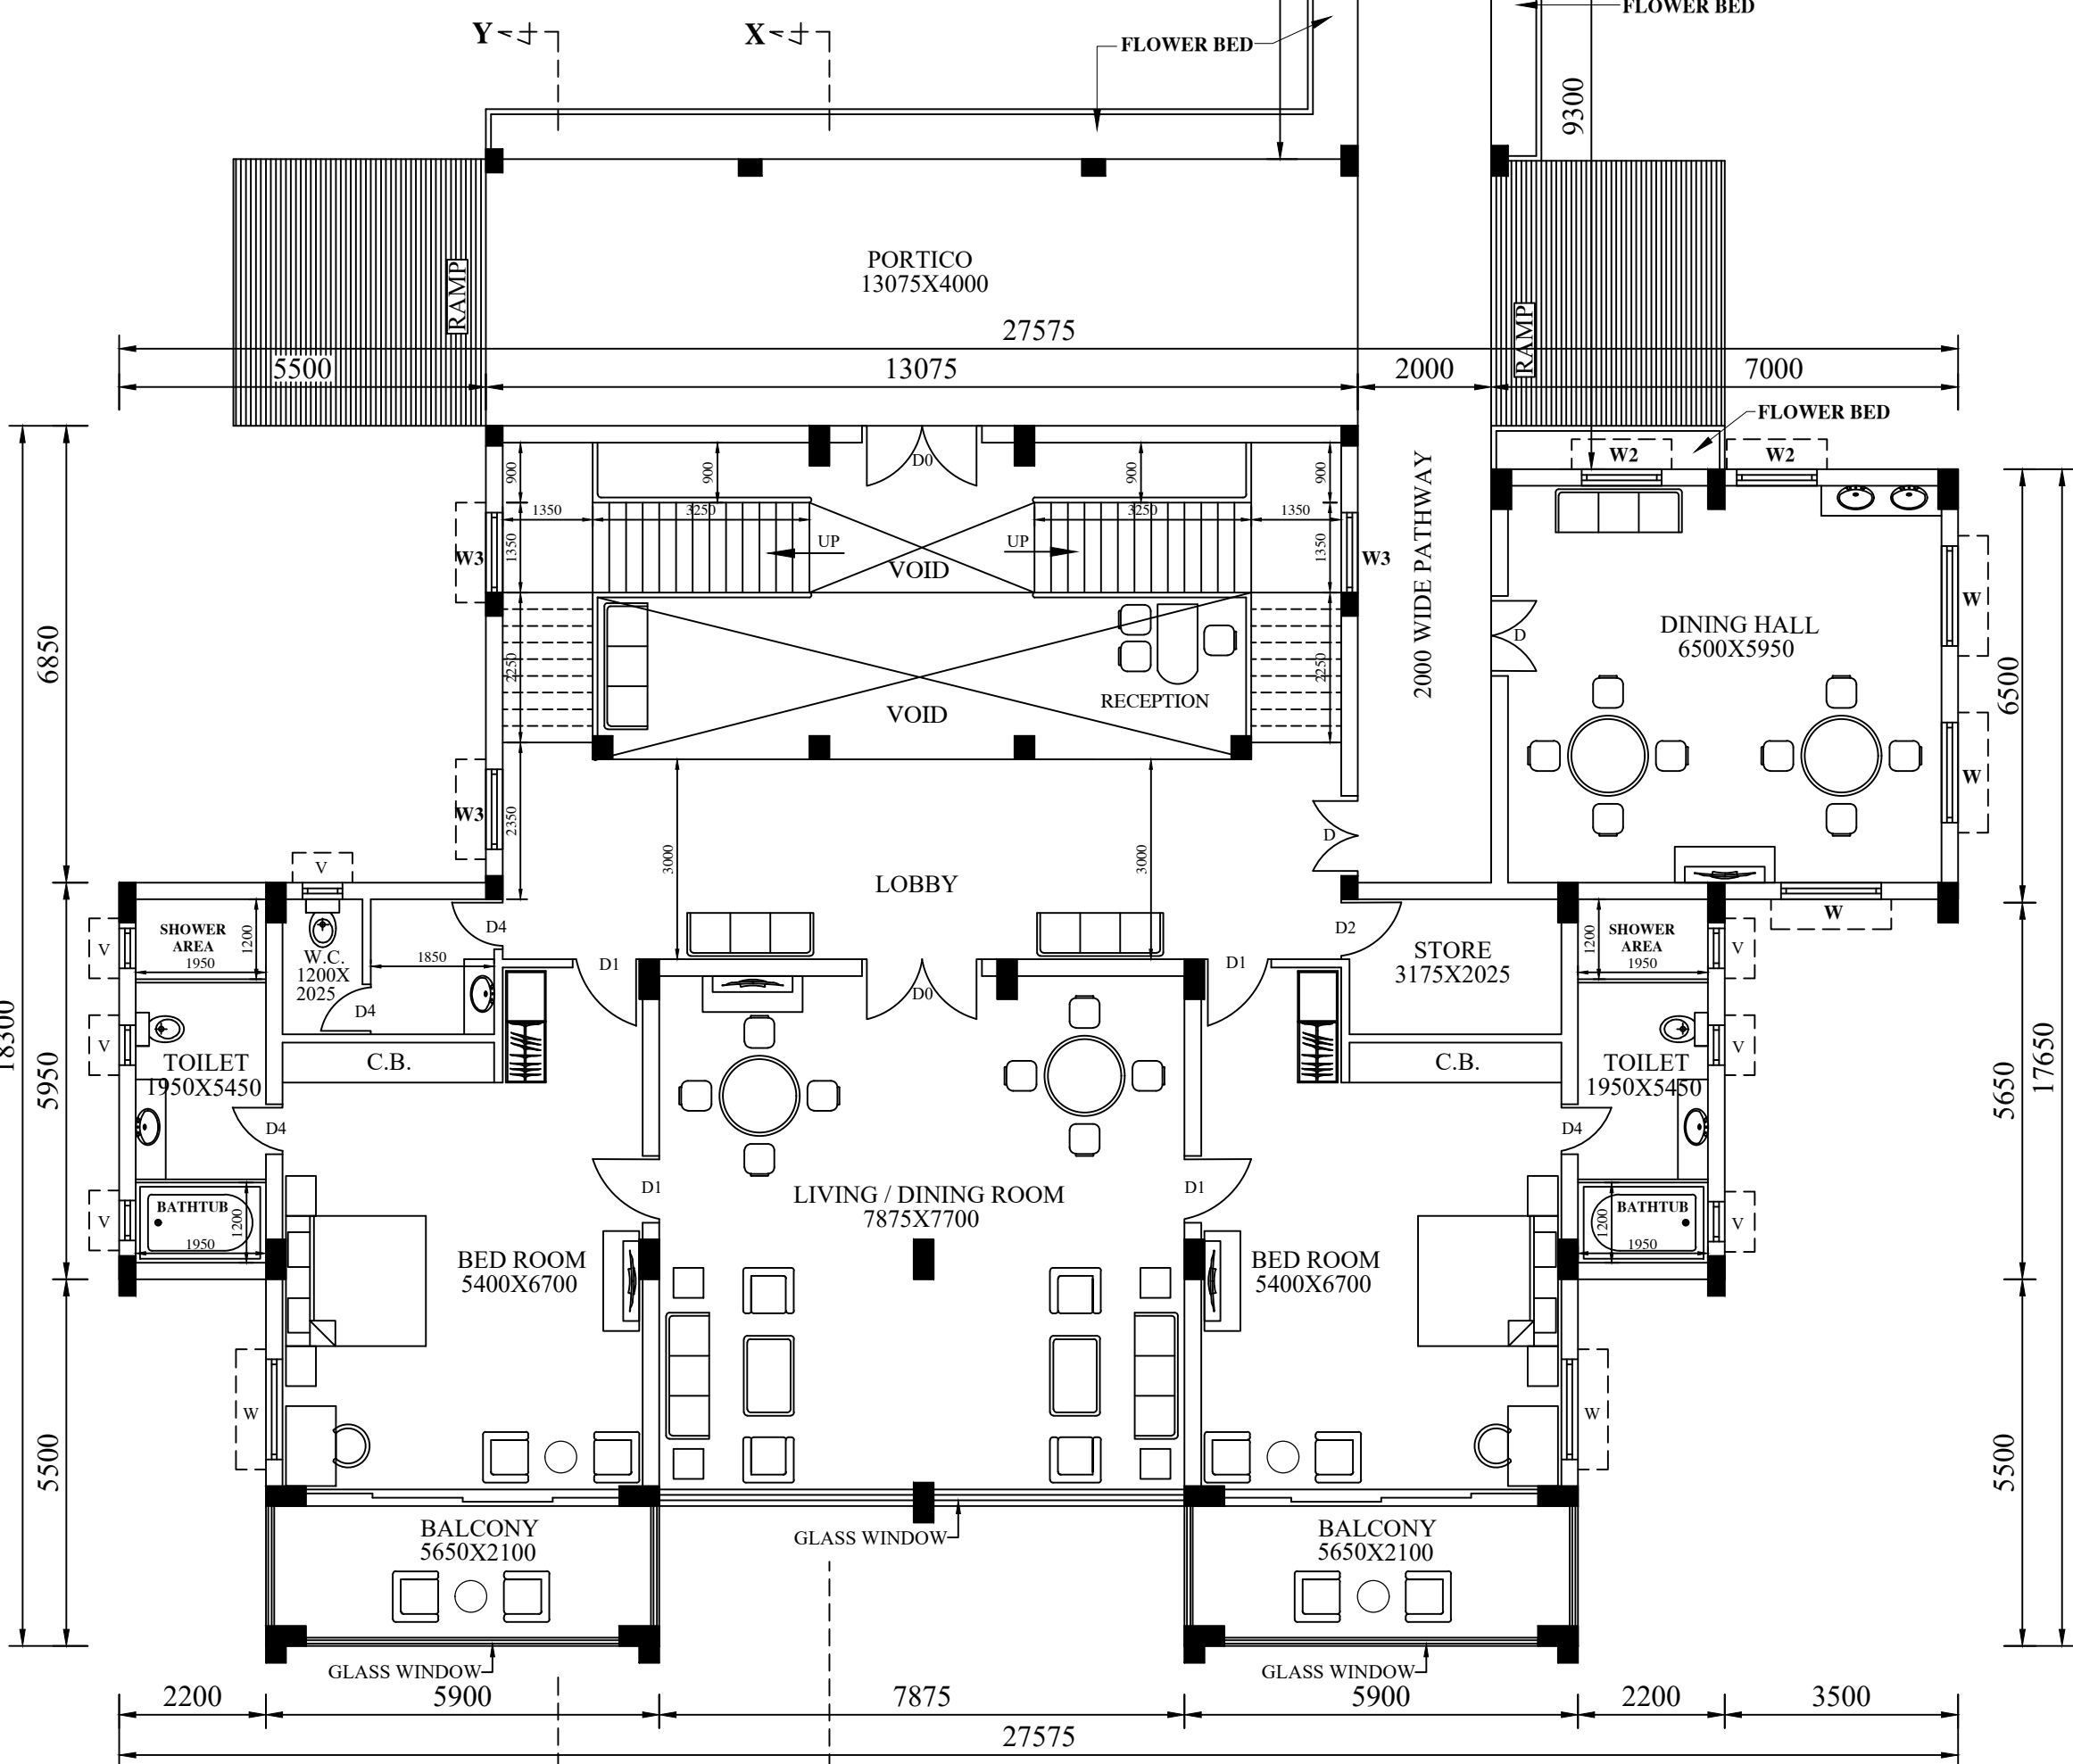 FLOWER BED
Y 4
X 4
FLOWER BED
9300
PORTICO
13075X4000
RAMP
RAMP
27575
5500
13075
2000
7000
FLOWER BED
W2
W2
D0
900
900
900
900
1350
3250
3250
1350
1350
1350
UP
UP
VOID
W3
W3
2000 WIDE PATHWAY
D
W
DINING HALL
6500X5950
6850
6500
2250
2250
RECEPTION
VOID
W
W3
2350
D
3000
3000
LOBBY
V
W
SHOWER
AREA
1950
1200
V
W.C.
1200X
2025
1850
D4
D4
D1
D0
D1
D2
STORE
3175X2025
SHOWER
AREA
1950
1200
V
18300
5950
V
TOILET
1950X5450
C.B.
C.B.
TOILET
1950X5450
V
5650
17650
D4
D4
D1
D1
LIVING / DINING ROOM
7875X7700
V
BATHTUB
1200
1950
BATHTUB
1200
1950
V
BED ROOM
5400X6700
BED ROOM
5400X6700
W
W
5500
5500
BALCONY
5650X2100
GLASS WINDOW
BALCONY
5650X2100
GLASS WINDOW
GLASS WINDOW
2200
5900
7875
5900
2200
3500
27575